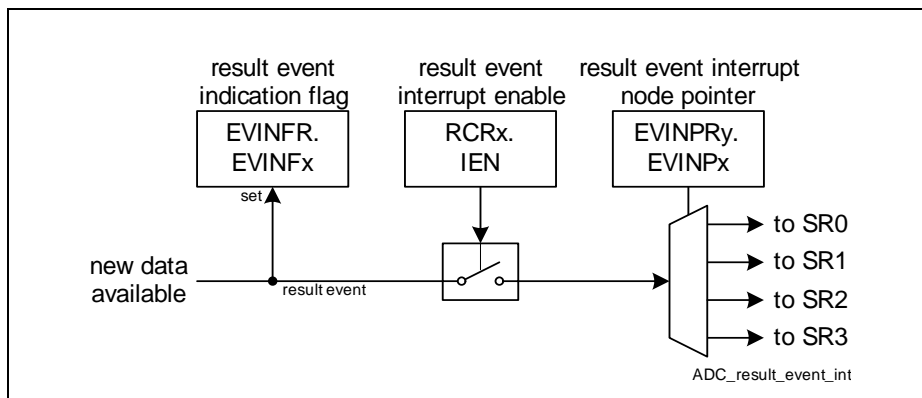 result event
indication flag
result event
interrupt enable
result event interrupt
node pointer
EVINFR.
EVINFx
RCRx.
IEN
EVINPRy.
EVINPx
set
new data
available
result event
to SR0
to SR1
to SR2
to SR3
ADC_result_event_int